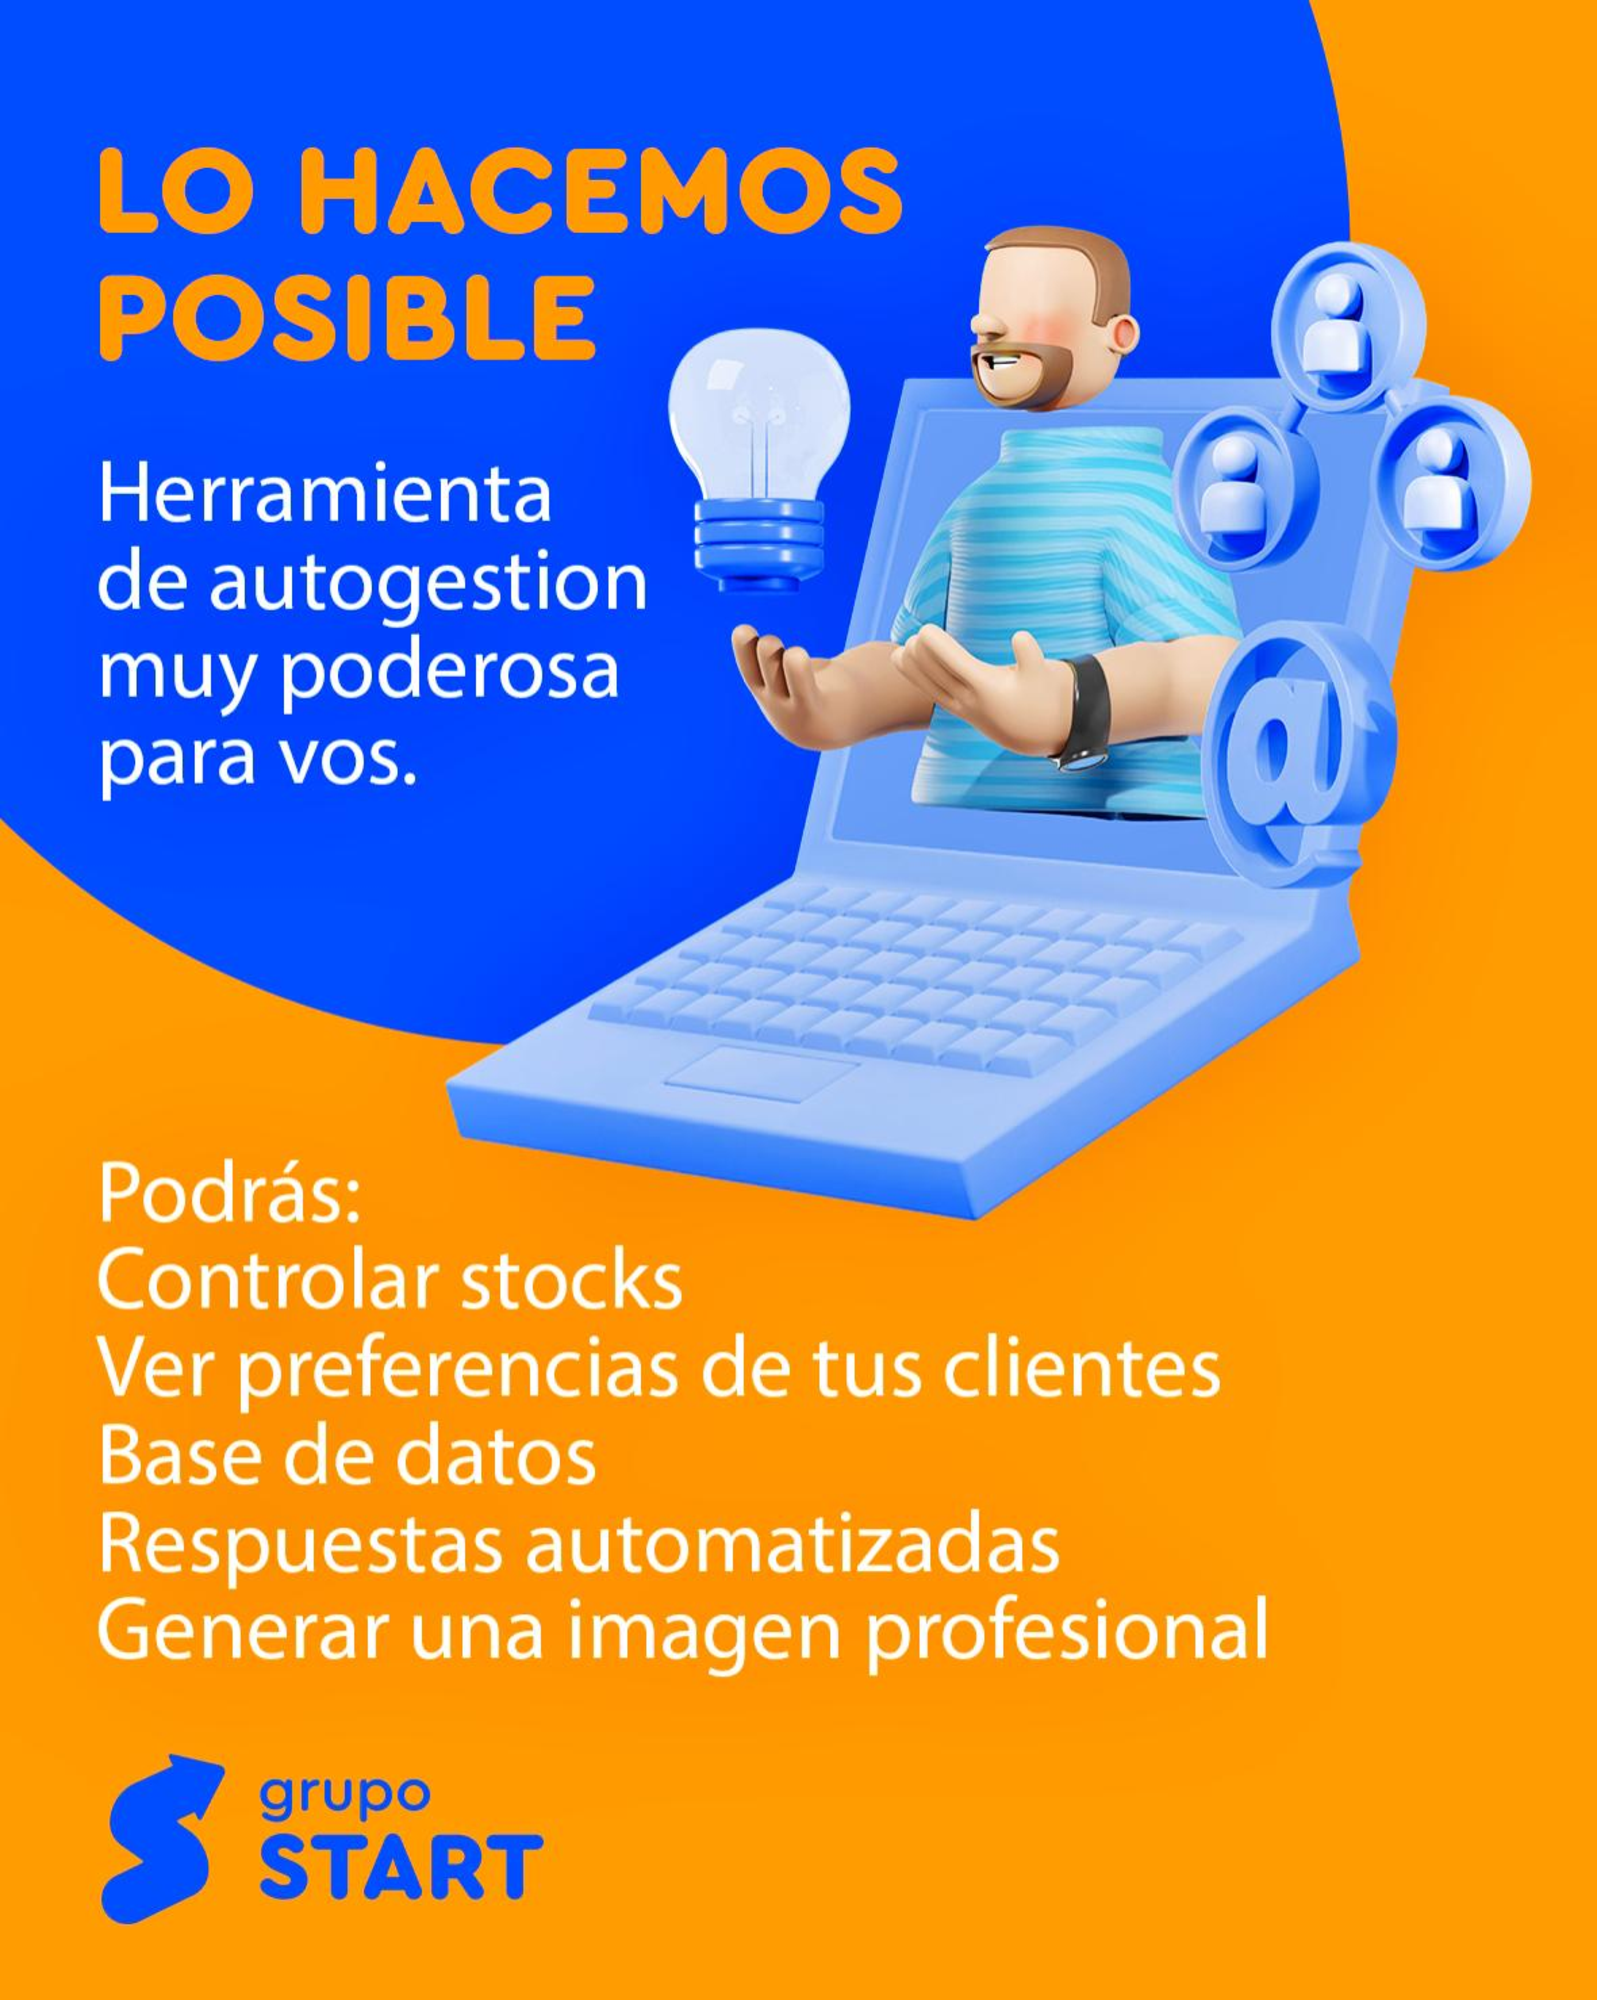 LO HACEMOS
POSIBLE
Herramienta
de autogestion
muy poderosa
para vos.
@
Podrás:
Controlar stocks
Ver preferencias de tus clientes
Base de datos
Respuestas automatizadas
Generar una imagen profesional
grupo
START